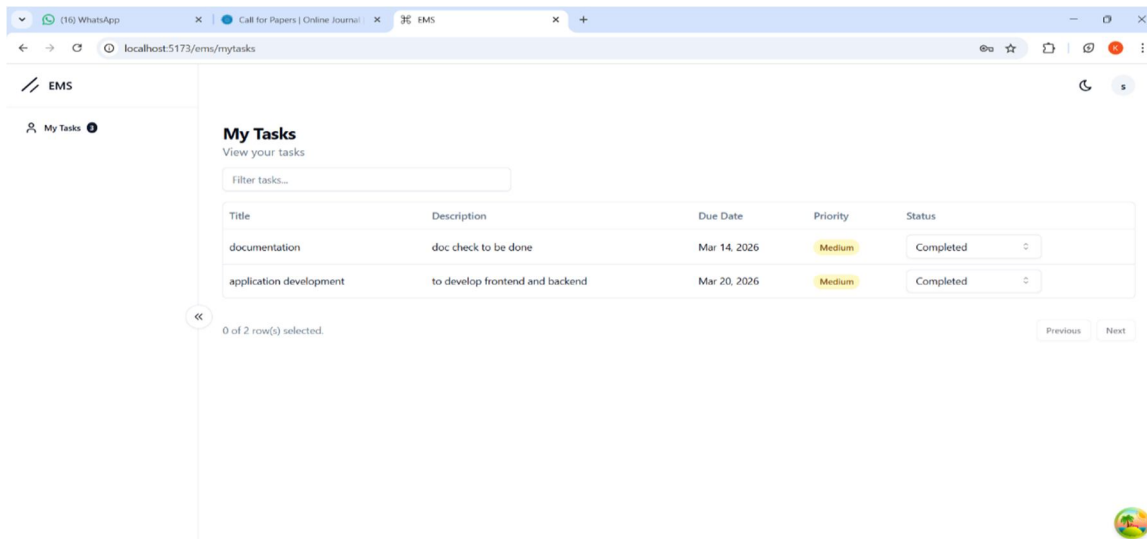 (16) WhatsApp
Call for Papers | Online Journal
EMS
localhost:5173/ems/mytasks
K
EMS
s
My Tasks 3
My Tasks
View your tasks
Filter tasks...
Title Description Due Date Priority Status
documentation doc check to be done Mar 14, 2026 Medium Completed
application development to develop frontend and backend Mar 20, 2026 Medium Completed
0 of 2 row(s) selected.
Previous Next